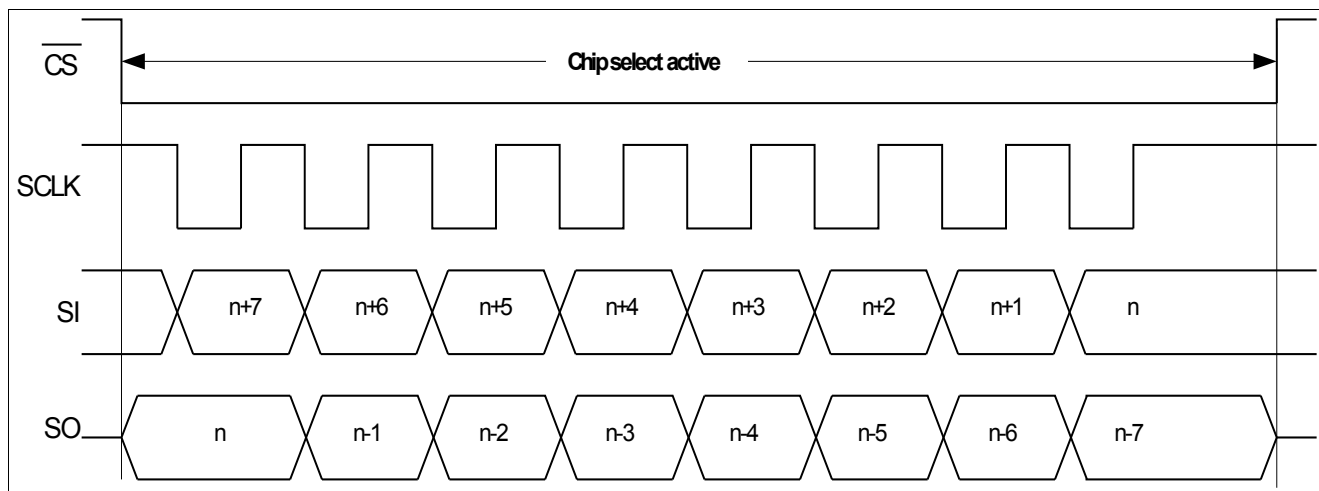 CS
Chip select active
SCLK
SI n+7 n+6 n+5 n+4 n+3 n+2 n+1 n
SO n n-1 n-2 n-3 n-4 n-5 n-6 n-7